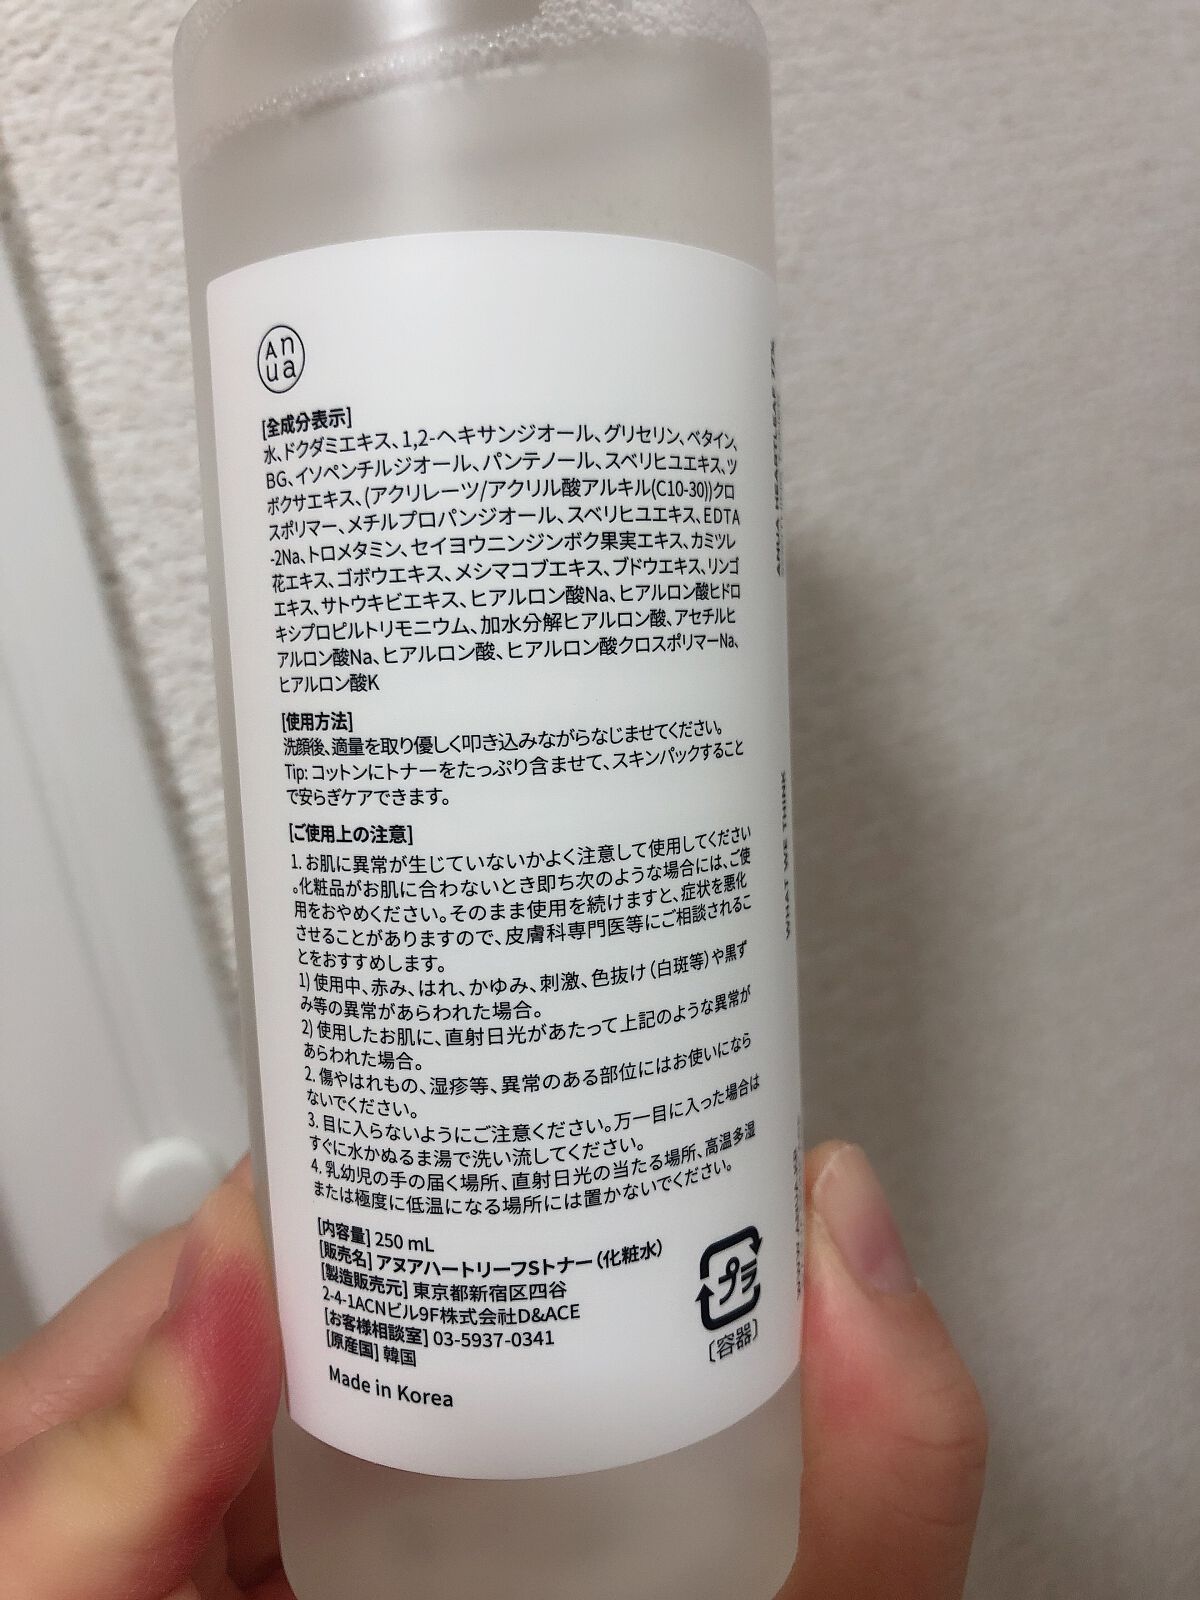 An
ua
[全成分表示]
水、ドクダミエキス、1,2-ヘキサンジオール、グリセリン、ベタイン、
BG、イソペンチルジオール、パンテノール、スベリヒユエキス、ツ
ボクサエキス、(アクリレーツ/アクリル酸アルキル(C10-30))クロ
スポリマー、メチルプロパンジオール、スベリヒユエキス、EDTA
-2Na、トロメタミン、セイヨウニンジンボク果実エキス、カミツレ
花エキス、ゴボウエキス、メシマコブエキス、ブドウエキス、リンゴ
エキス、サトウキビエキス、ヒアルロン酸Na、ヒアルロン酸ヒドロ
キシプロピルトリモニウム、加水分解ヒアルロン酸、アセチルヒ
アルロン酸Na、ヒアルロン酸、ヒアルロン酸クロスポリマーNa、
ヒアルロン酸K
[使用方法]
洗顔後、適量を取り優しく叩き込みながらなじませてください。
Tip: コットンにトナーをたっぷり含ませて、スキンパックすること
で安らぎケアできます。
[ご使用上の注意]
1. お肌に異常が生じていないかよく注意して使用してください
。化粧品がお肌に合わないとき即ち次のような場合には、ご使
用をおやめください。そのまま使用を続けますと、症状を悪化
させることがありますので、皮膚科専門医等にご相談されるこ
とをおすすめします。
1) 使用中、赤み、はれ、かゆみ、刺激、色抜け（白斑等）や黒ず
み等の異常があらわれた場合。
2) 使用したお肌に、直射日光があたって上記のような異常が
あらわれた場合。
2. 傷やはれもの、湿疹等、異常のある部位にはお使いになら
ないでください。
3. 目に入らないようにご注意ください。万一目に入った場合は
すぐに水かぬるま湯で洗い流してください。
4. 乳幼児の手の届く場所、直射日光の当たる場所、高温多湿
または極度に低温になる場所には置かないでください。
[内容量] 250 mL
[販売名] アヌアハートリーフSトナー（化粧水）
[製造販売元] 東京都新宿区四谷
2-4-1ACNビル9F株式会社D&ACE
[お客様相談室] 03-5937-0341
[原産国] 韓国
Made in Korea
プラ
〔容器〕
ANUA HEARTLEAF 77%
WHAT WE THINK